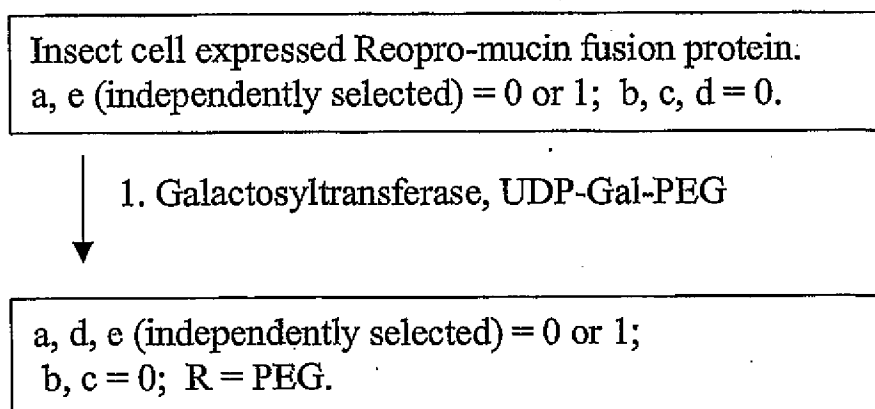 Insect cell expressed Reopro-mucin fusion protein.
a, e (independently selected) = 0 or 1; b, c, d = 0.
1. Galactosyltransferase, UDP-Gal-PEG
a, d, e (independently selected) = 0 or 1;
b, c = 0; R = PEG.